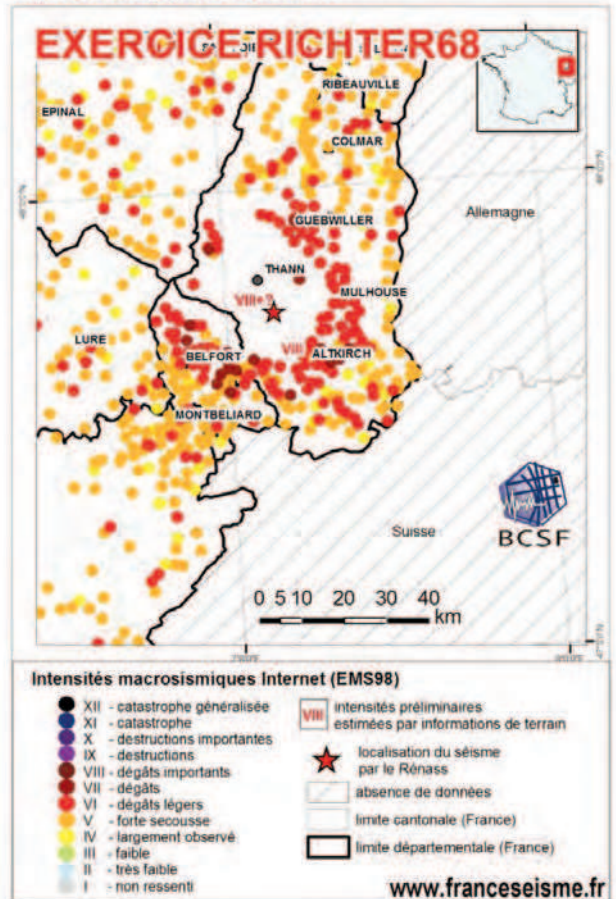 EXERCICE RICHTER68
RIBEAUVILLE
EPINAL
COLMAR
GUEBWILLER
Allemagne
THANN
VIII+?
MULHOUSE
LURE
VIII
BELFORT
ALTKIRCH
MONTBELIARD
Suisse
BCSF
0 5 10 20 30 40
km
Intensités macrosismiques Internet (EMS98)
XII - catastrophe généralisée
XI - catastrophe
X - destructions importantes
IX - destructions
VIII - dégâts importants
VII - dégâts
VI - dégâts légers
V - forte secousse
IV - largement observé
III - faible
II - très faible
I - non ressenti
VIII
intensités préliminaires
estimées par informations de terrain
localisation du séisme
par le Rénass
absence de données
limite cantonale (France)
limite départementale (France)
www.franceseisme.fr